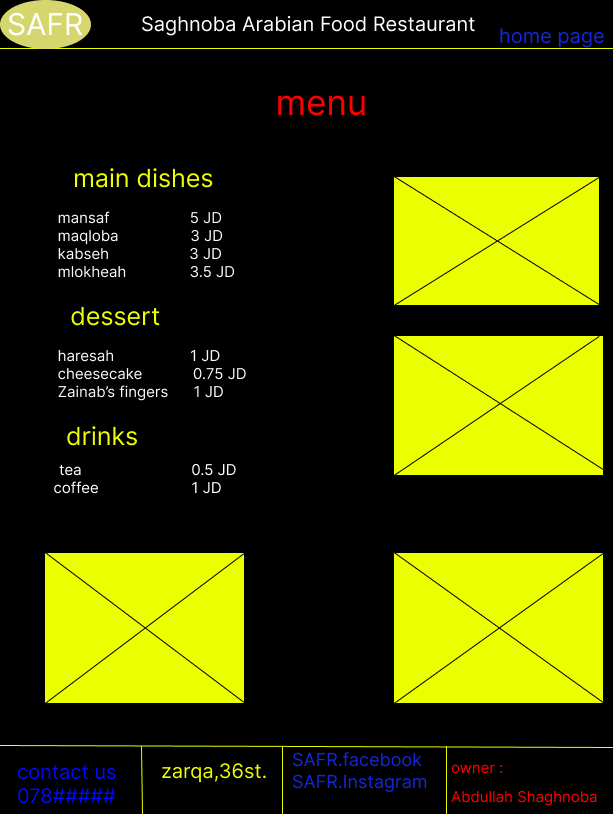 SAFR
Saghnoba Arabian Food Restaurant
home page
menu
main dishes
mansaf 5 JD
maqloba 3 JD
kabseh 3 JD
mlokheah 3.5 JD
dessert
haresah 1 JD
cheesecake 0.75 JD
Zainab’s fingers 1 JD
drinks
tea 0.5 JD
coffee 1 JD
contact us
078#####
zarqa,36st.
SAFR.facebook
SAFR.Instagram
owner :
Abdullah Shaghnoba